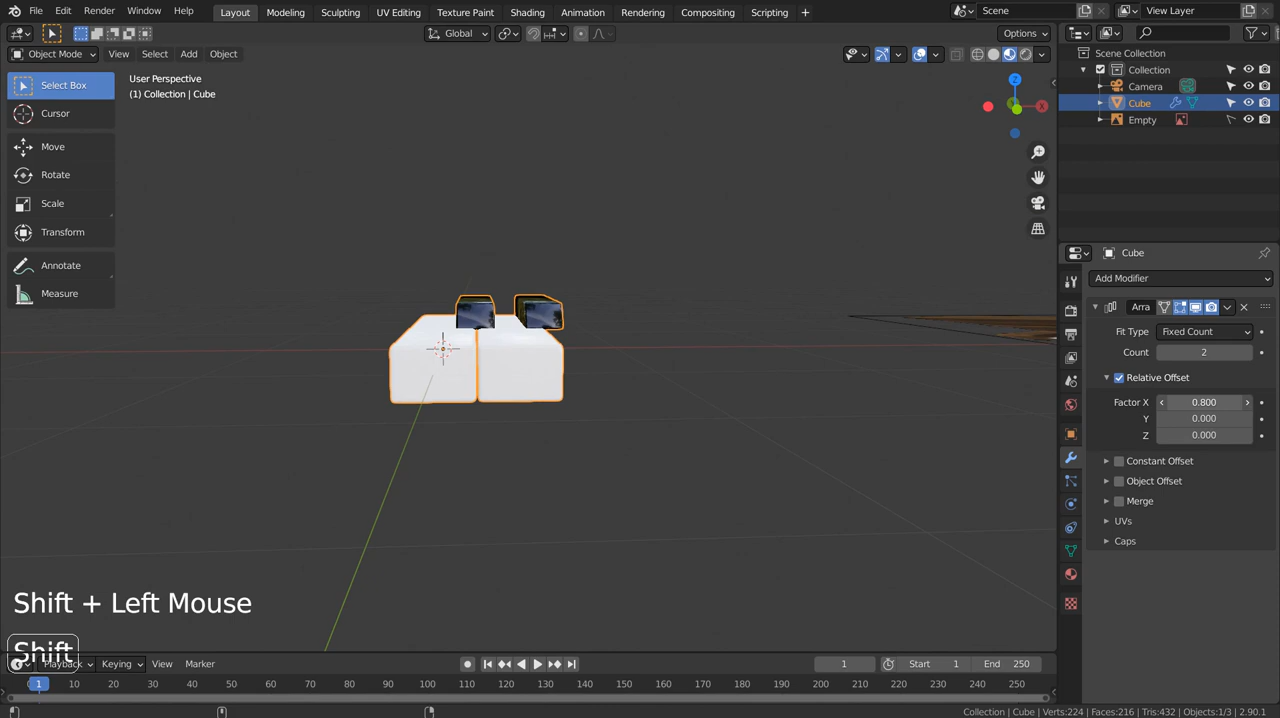 File Edit Render Window Help Layout Modeling Sculpting UV Editing Texture Paint Shading Animation Rendering Compositing Scripting + Scene View Layer
Global Options
Object Mode View Select Add Object
Scene Collection
Collection
Camera
Cube
Empty
Select Box
Cursor
Move
Rotate
Scale
Transform
Annotate
Measure
User Perspective
(1) Collection | Cube
Z
X
Cube
Add Modifier
Arra
Fit Type Fixed Count
Count 2
Relative Offset
Factor X 0.800
Y 0.000
Z 0.000
Constant Offset
Object Offset
Merge
UVs
Caps
Shift + Left Mouse
Shift
Playback Keying View Marker 1 Start 1 End 250
1 10 20 30 40 50 60 70 80 90 100 110 120 130 140 150 160 170 180 190 200 210 220 230 240 250
Collection | Cube Verts:224 Faces:216 Tris:432 Objects:1/3 2.90.1